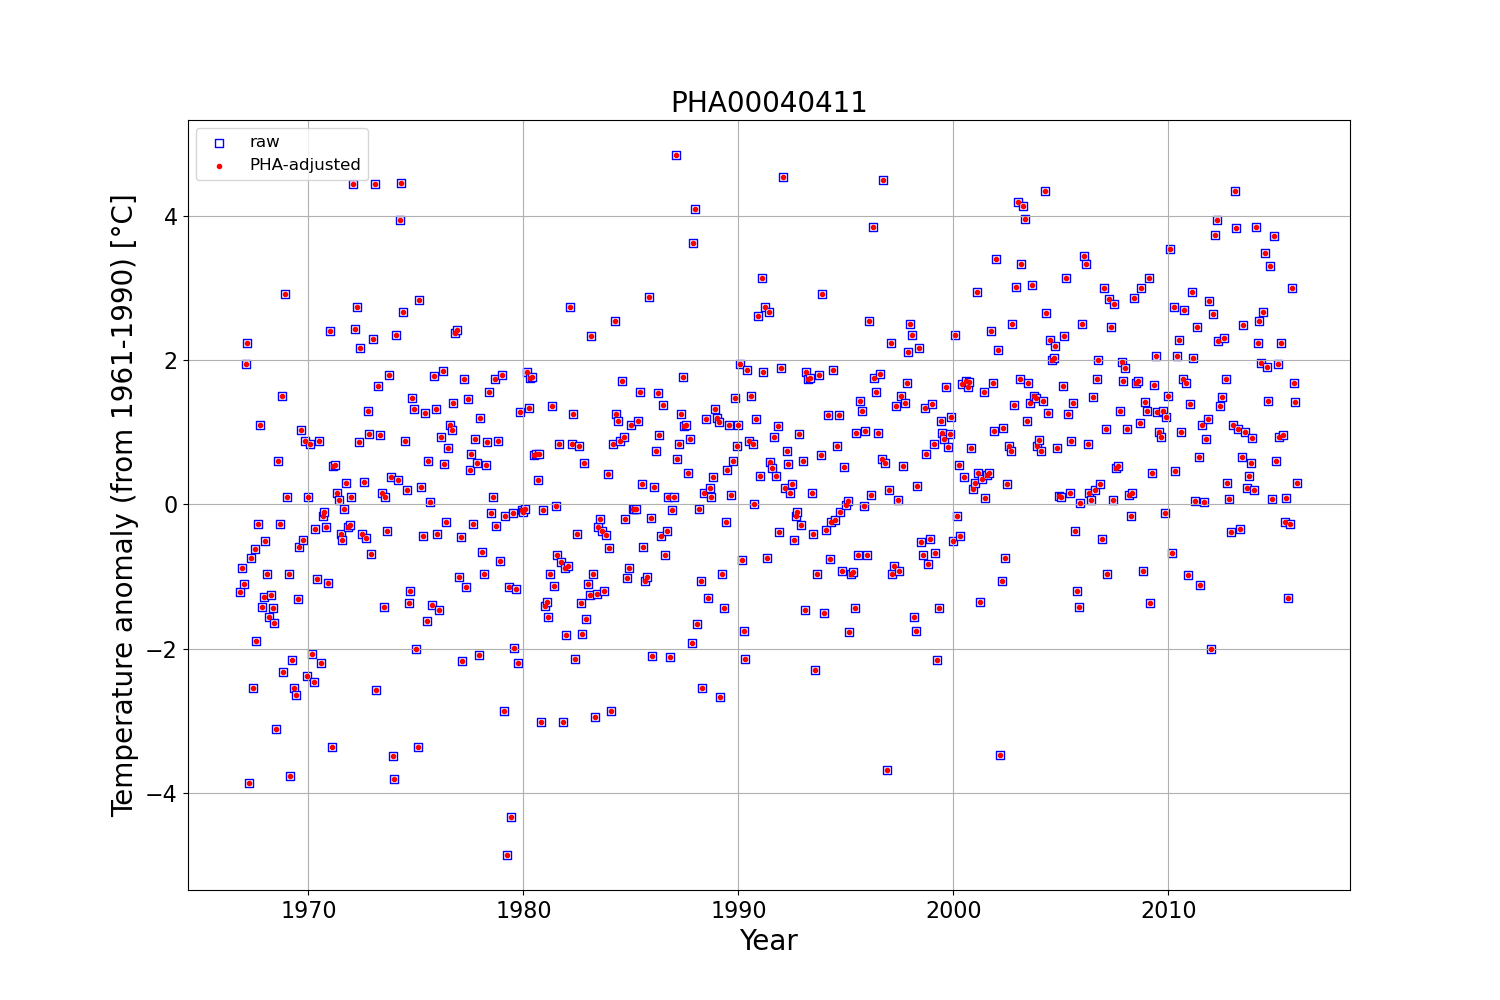 PHA00040411
raw
PHA-adjusted
Temperature anomaly (from 1961-1990) [°C]
4
2
0
−2
−4
1970 1980 1990 2000 2010
Year